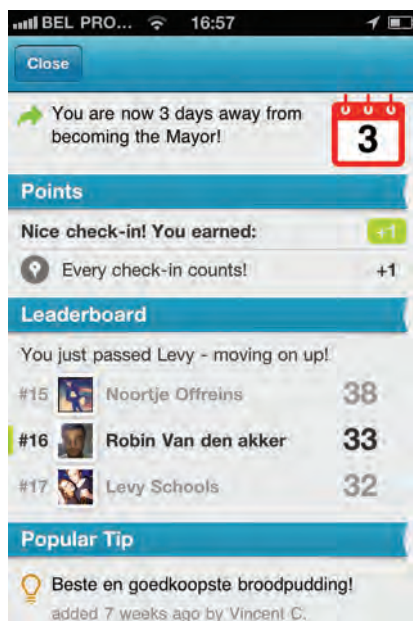 BEL PRO... 16:57
Close
You are now 3 days away from
becoming the Mayor!
3
Points
Nice check-in! You earned: +1
Every check-in counts! +1
Leaderboard
You just passed Levy - moving on up!
#15 Noortje Offreins 38
#16 Robin Van den akker 33
#17 Levy Schools 32
Popular Tip
Beste en goedkoopste broodpudding!
added 7 weeks ago by Vincent C.